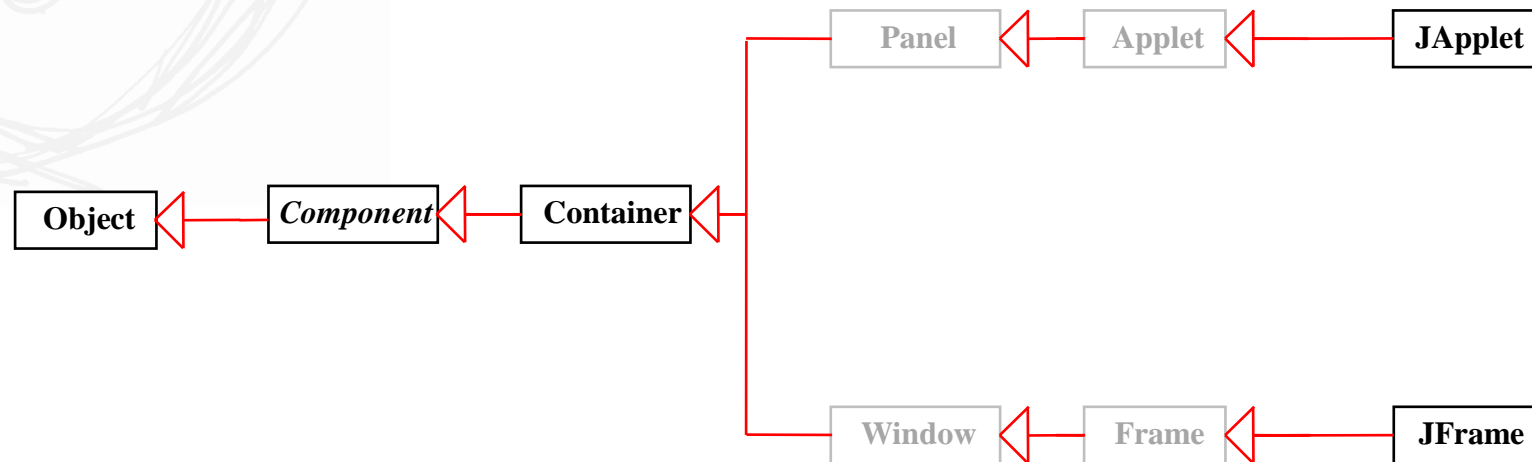 Panel
Applet
JApplet
Object
Component
Container
Window
Frame
JFrame